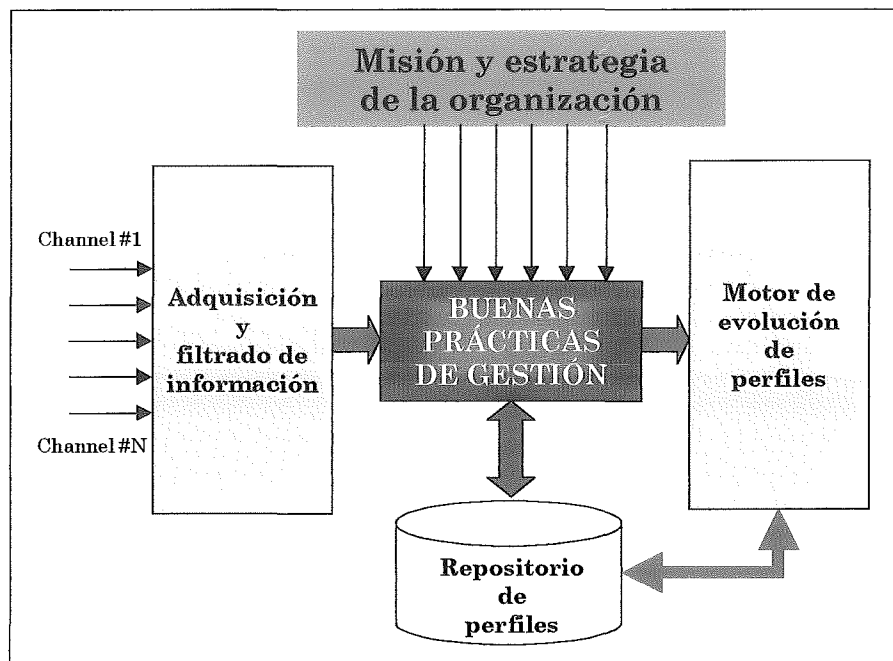 Misión y estrategia
de la organización
Channel #1
Channel #N
Adquisición
y
filtrado de
información
BUENAS
PRÁCTICAS
DE GESTIÓN
Motor de
evolución
de
perfiles
Repositorio
de
perfiles